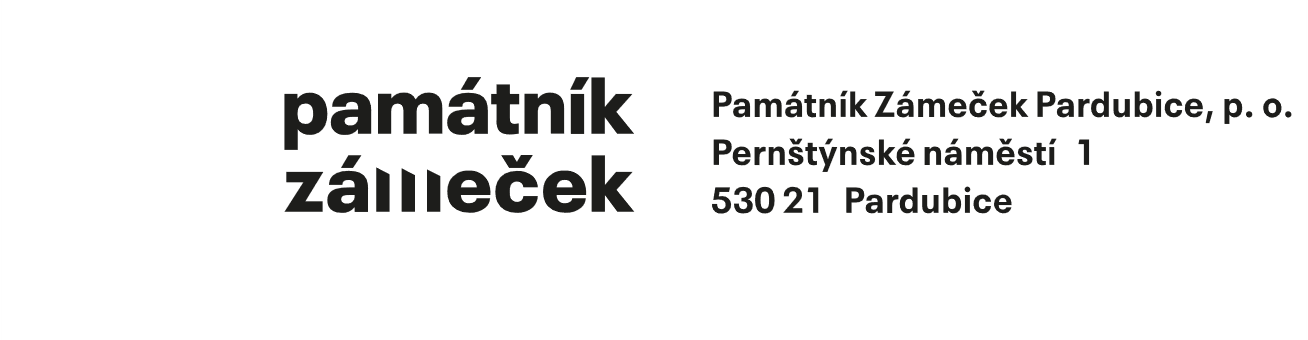 památník
zámeček
Památník Zámeček Pardubice, p. o.
Pernštýnské náměstí 1
530 21 Pardubice